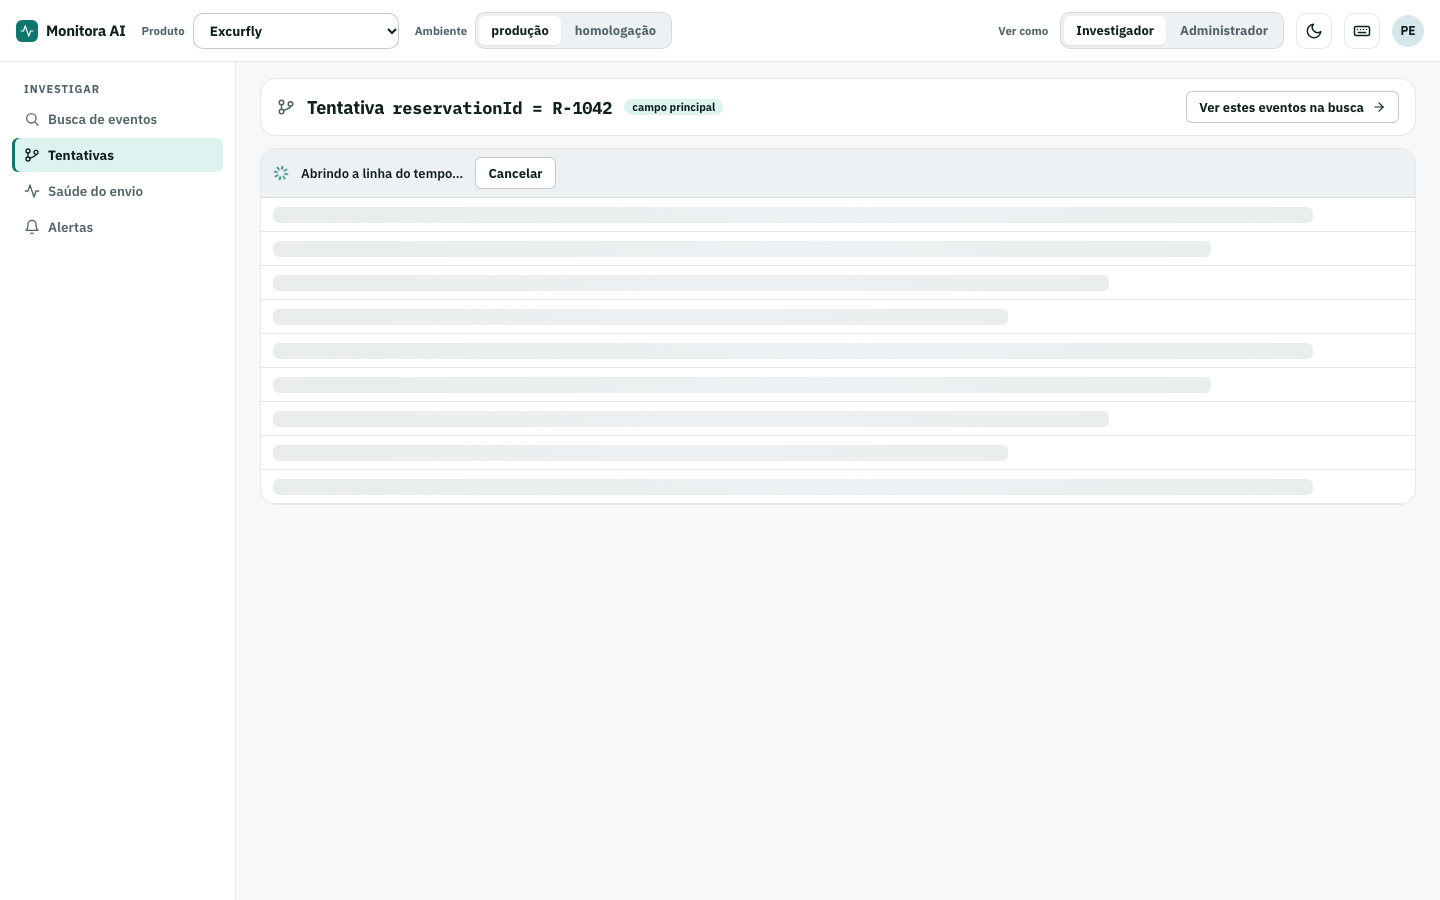 Monitora AI Produto Excurfly Ambiente produção homologação Ver como Investigador Administrador PE
INVESTIGAR
Busca de eventos
Tentativas
Saúde do envio
Alertas
Tentativa reservationId = R-1042 campo principal Ver estes eventos na busca
Abrindo a linha do tempo... Cancelar